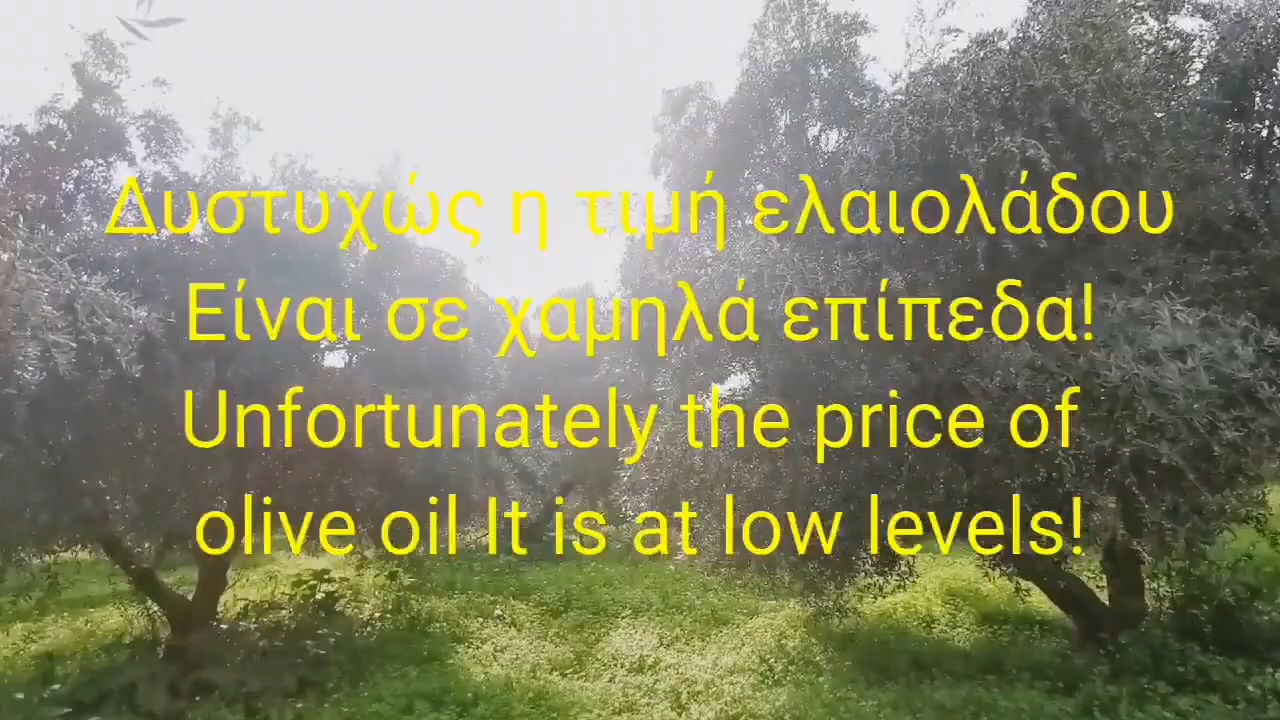 Δυστυχώς η τιμή ελαιολάδου
Είναι σε χαμηλά επίπεδα!
Unfortunately the price of
olive oil It is at low levels!